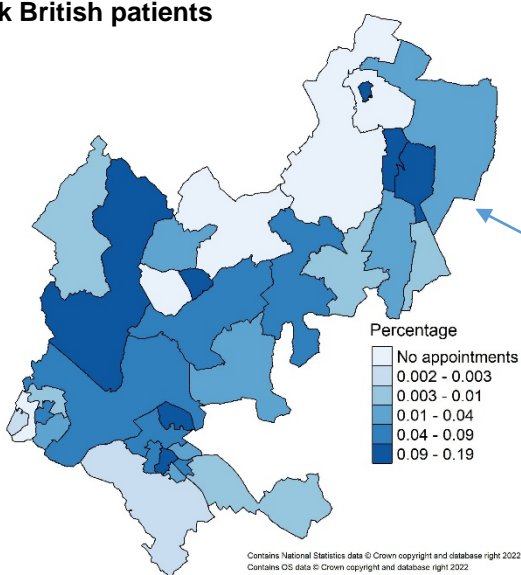 k British patients
Percentage
No appointments
0.002 - 0.003
0.003 - 0.01
0.01 - 0.04
0.04 - 0.09
0.09 - 0.19
Contains National Statistics data © Crown copyright and database right 2022
Contains OS data © Crown copyright and database right 2022